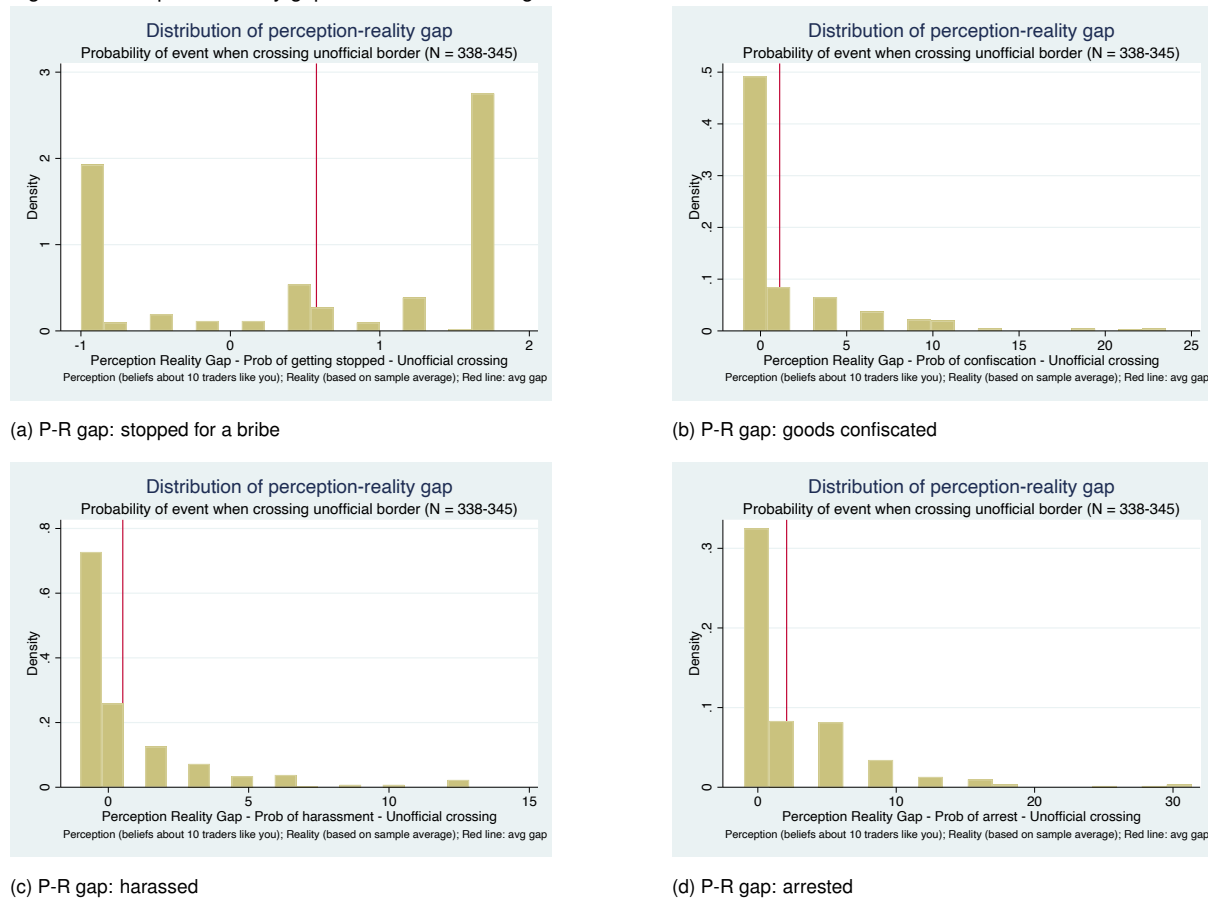 Distribution of perception-reality gap
Probability of event when crossing unofficial border (N = 338-345)
Density
0
1
2
3
-1
0
1
2
Perception Reality Gap - Prob of getting stopped - Unofficial crossing
Perception (beliefs about 10 traders like you); Reality (based on sample average); Red line: avg gap
(a) P-R gap: stopped for a bribe
Distribution of perception-reality gap
Probability of event when crossing unofficial border (N = 338-345)
Density
0
.1
.2
.3
.4
.5
0
5
10
15
20
25
Perception Reality Gap - Prob of confiscation - Unofficial crossing
Perception (beliefs about 10 traders like you); Reality (based on sample average); Red line: avg gap
(b) P-R gap: goods confiscated
Distribution of perception-reality gap
Probability of event when crossing unofficial border (N = 338-345)
Density
0
.2
.4
.6
.8
0
5
10
15
Perception Reality Gap - Prob of harassment - Unofficial crossing
Perception (beliefs about 10 traders like you); Reality (based on sample average); Red line: avg gap
(c) P-R gap: harassed
Distribution of perception-reality gap
Probability of event when crossing unofficial border (N = 338-345)
Density
0
.1
.2
.3
0
10
20
30
Perception Reality Gap - Prob of arrest - Unofficial crossing
Perception (beliefs about 10 traders like you); Reality (based on sample average); Red line: avg gap
(d) P-R gap: arrested